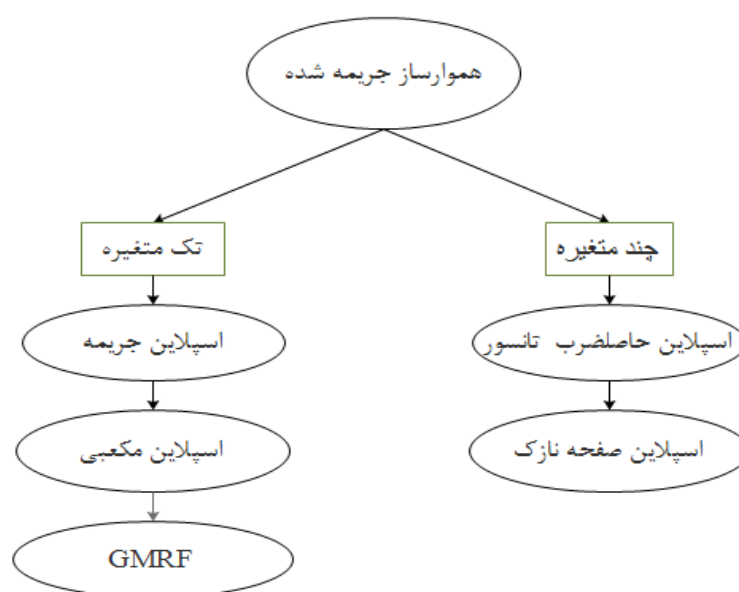 هموارساز جریمه شده
چند متغیره
تک متغیره
اسپلاین حاصلضرب تانسور
اسپلاین جریمه
اسپلاین صفحه نازک
اسپلاین مکعبی
GMRF